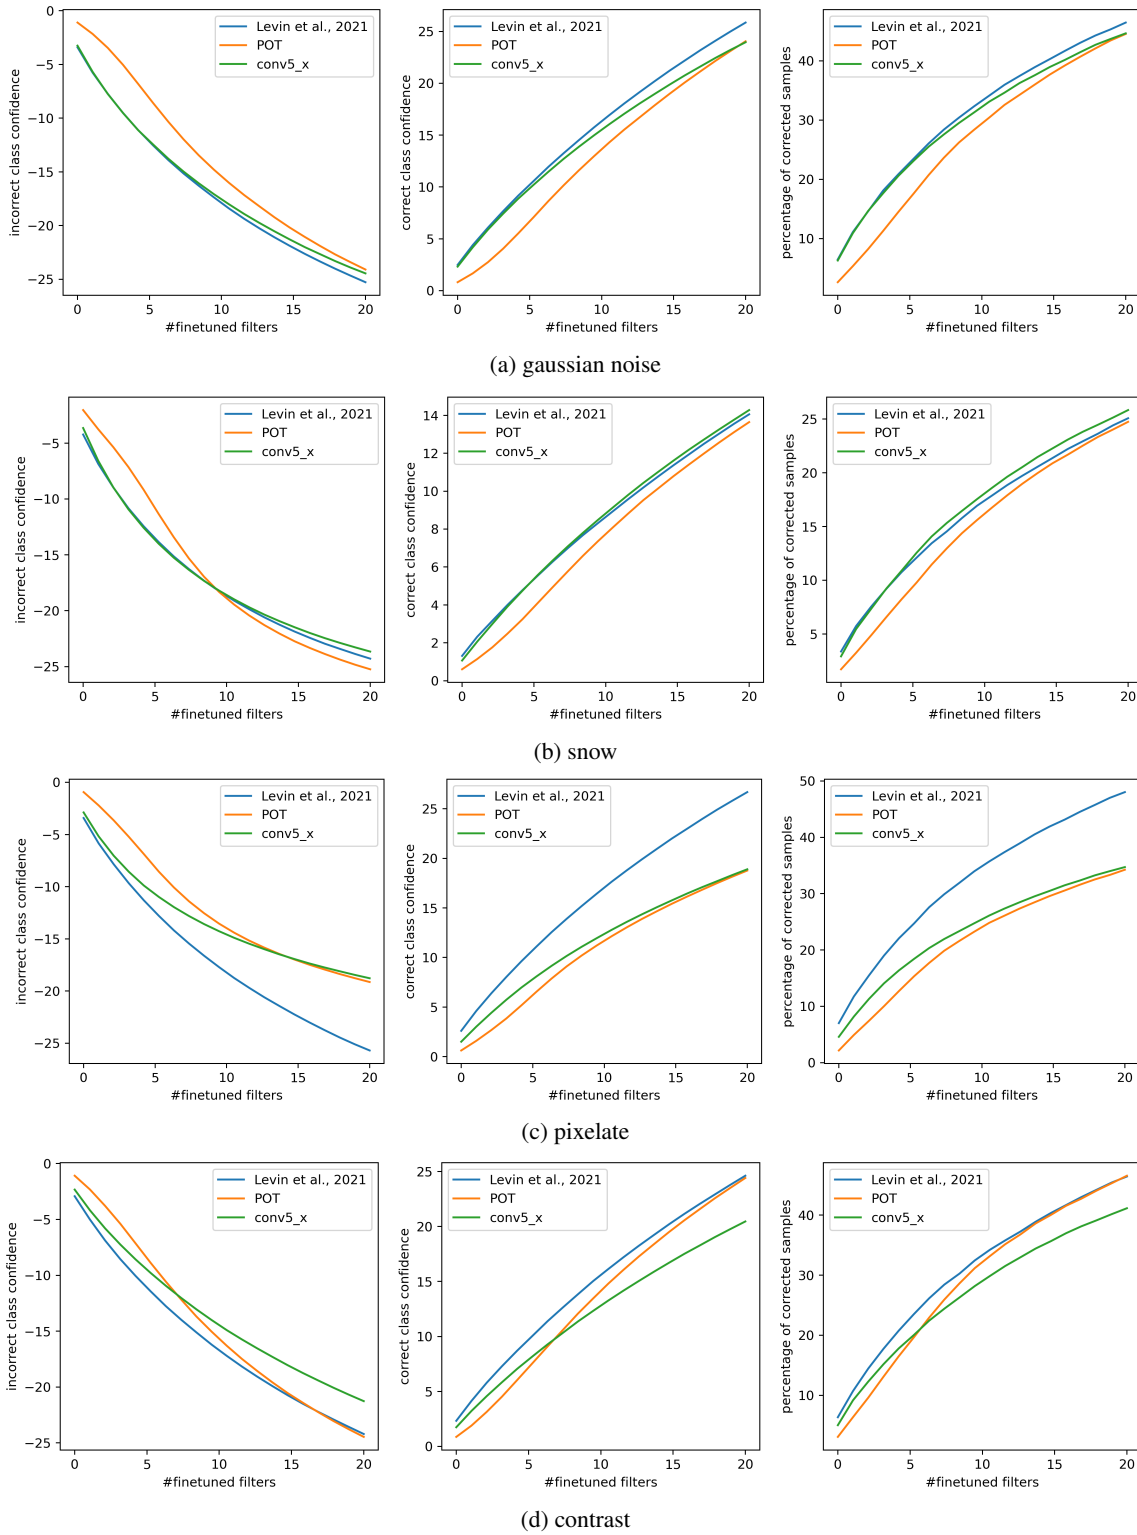 0
−5
−10
−15
−20
−25
0 5 10 15 20
#finetuned filters
incorrect class confidence
Levin et al., 2021
POT
conv5_x
25
20
15
10
5
0
0 5 10 15 20
#finetuned filters
correct class confidence
Levin et al., 2021
POT
conv5_x
40
30
20
10
0 5 10 15 20
#finetuned filters
percentage of corrected samples
Levin et al., 2021
POT
conv5_x
(a) gaussian noise
−5
−10
−15
−20
−25
0 5 10 15 20
#finetuned filters
incorrect class confidence
Levin et al., 2021
POT
conv5_x
14
12
10
8
6
4
2
0
0 5 10 15 20
#finetuned filters
correct class confidence
Levin et al., 2021
POT
conv5_x
25
20
15
10
5
0 5 10 15 20
#finetuned filters
percentage of corrected samples
Levin et al., 2021
POT
conv5_x
(b) snow
0
−5
−10
−15
−20
−25
0 5 10 15 20
#finetuned filters
incorrect class confidence
Levin et al., 2021
POT
conv5_x
25
20
15
10
5
0
0 5 10 15 20
#finetuned filters
correct class confidence
Levin et al., 2021
POT
conv5_x
50
40
30
20
10
0
0 5 10 15 20
#finetuned filters
percentage of corrected samples
Levin et al., 2021
POT
conv5_x
(c) pixelate
0
−5
−10
−15
−20
−25
0 5 10 15 20
#finetuned filters
incorrect class confidence
Levin et al., 2021
POT
conv5_x
25
20
15
10
5
0
0 5 10 15 20
#finetuned filters
correct class confidence
Levin et al., 2021
POT
conv5_x
40
30
20
10
0 5 10 15 20
#finetuned filters
percentage of corrected samples
Levin et al., 2021
POT
conv5_x
(d) contrast